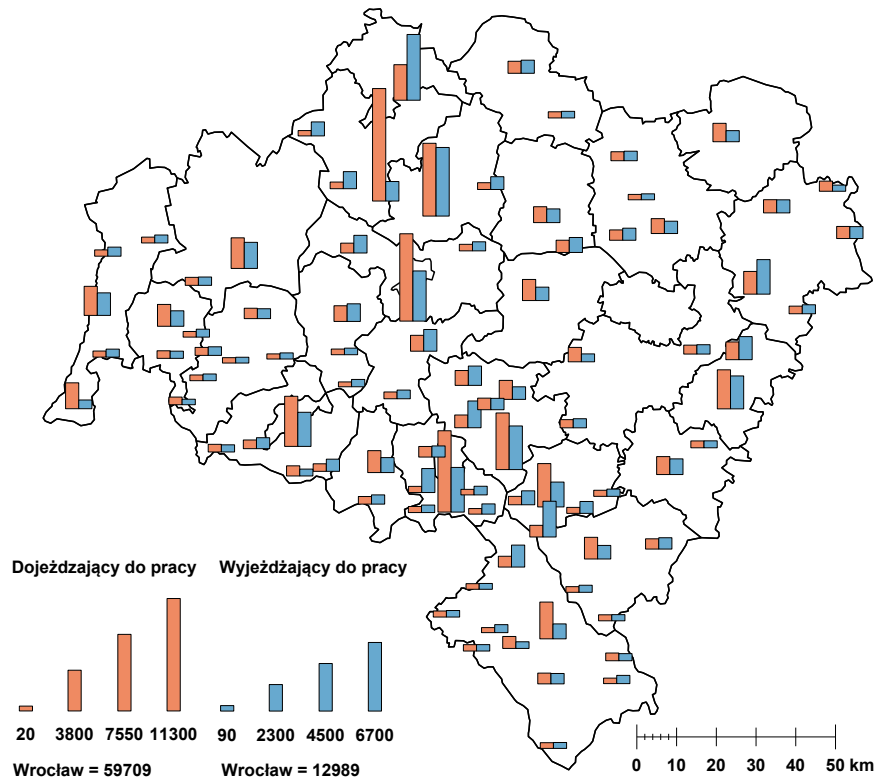 Dojeżdzający do pracy Wyjeżdżający do pracy
20 3800 7550 11300 90 2300 4500 6700
Wrocław = 59709 Wrocław = 12989
0 10 20 30 40 50 km